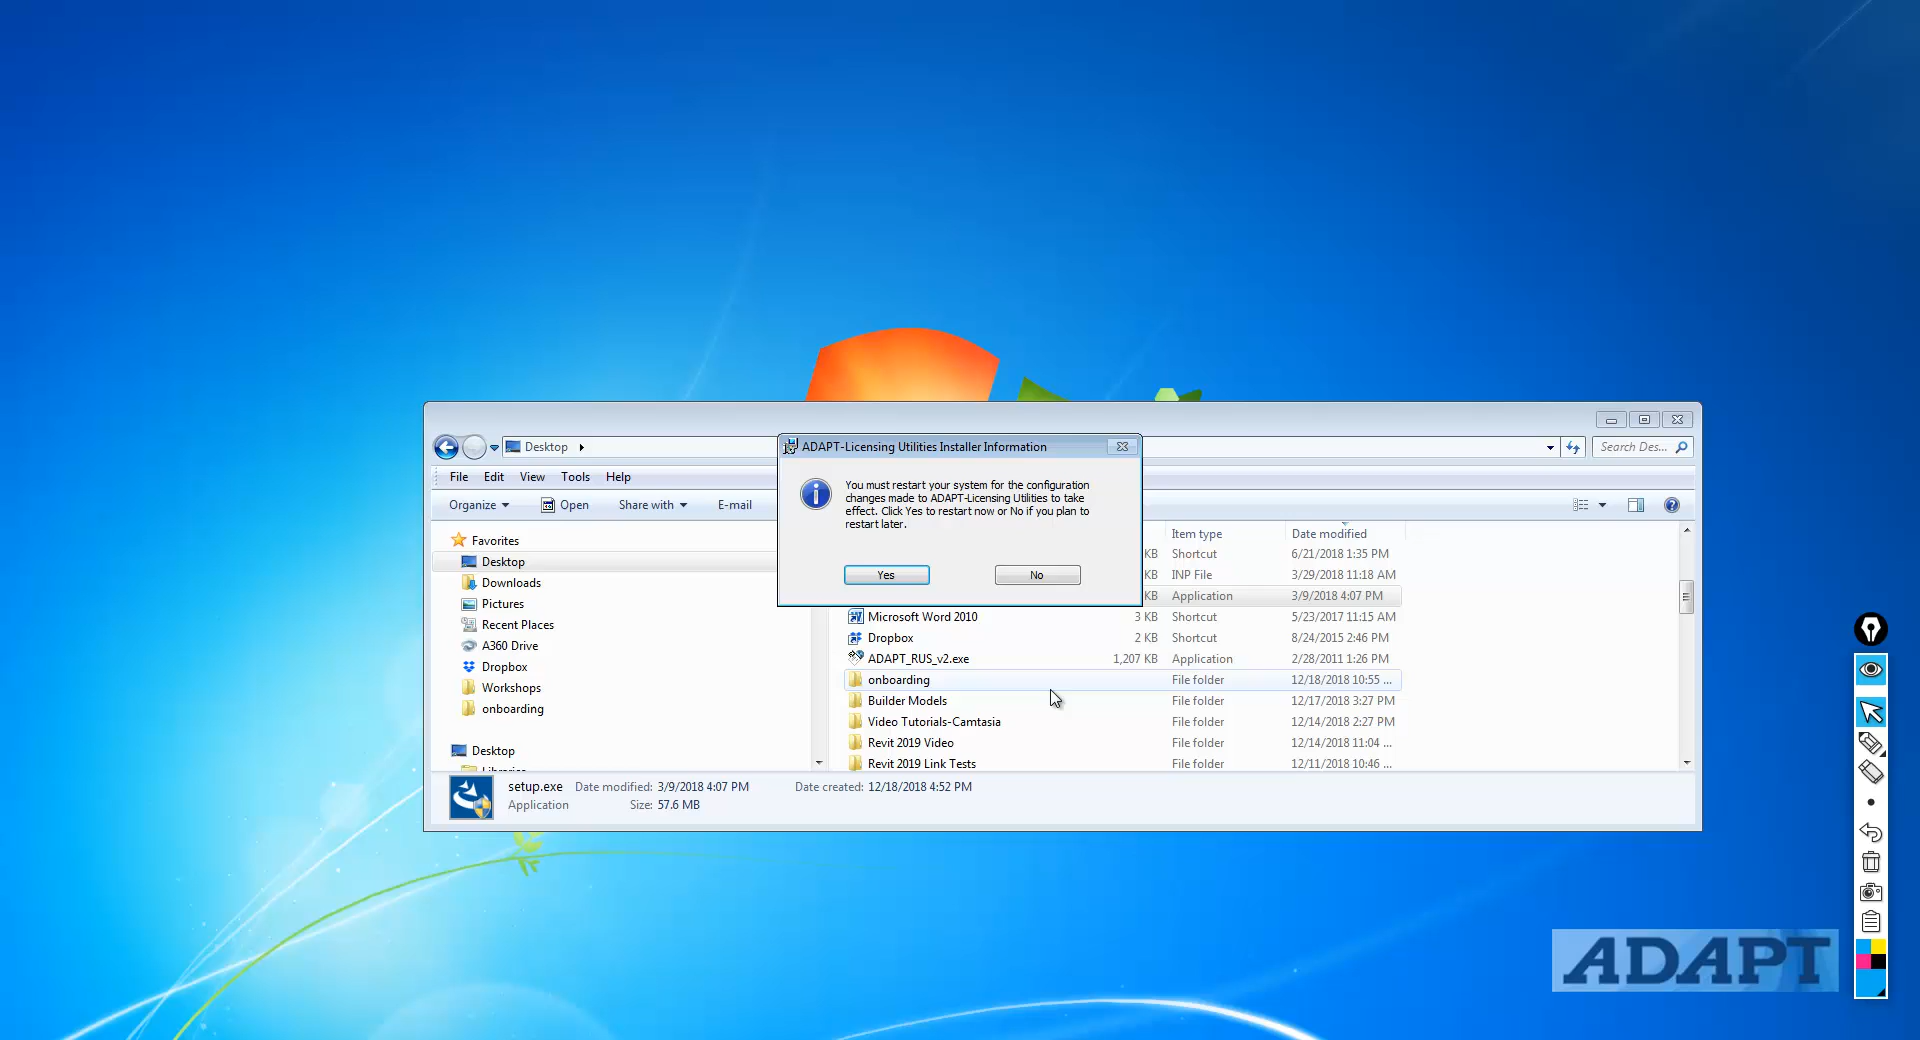 Desktop
Search Des...
ADAPT-Licensing Utilities Installer Information
You must restart your system for the configuration
changes made to ADAPT-Licensing Utilities to take
effect. Click Yes to restart now or No if you plan to
restart later.
Yes
No
File Edit View Tools Help
Organize Open Share with E-mail
Favorites
Desktop
Downloads
Pictures
Recent Places
A360 Drive
Dropbox
Workshops
onboarding
Desktop
Item type Date modified
KB Shortcut 6/21/2018 1:35 PM
KB INP File 3/29/2018 11:18 AM
KB Application 3/9/2018 4:07 PM
Microsoft Word 2010 3 KB Shortcut 5/23/2017 11:15 AM
Dropbox 2 KB Shortcut 8/24/2015 2:46 PM
ADAPT_RUS_v2.exe 1,207 KB Application 2/28/2011 1:26 PM
onboarding File folder 12/18/2018 10:55 ...
Builder Models File folder 12/17/2018 3:27 PM
Video Tutorials-Camtasia File folder 12/14/2018 2:27 PM
Revit 2019 Video File folder 12/14/2018 11:04 ...
Revit 2019 Link Tests File folder 12/11/2018 10:46 ...
setup.exe Date modified: 3/9/2018 4:07 PM Date created: 12/18/2018 4:52 PM
Application Size: 57.6 MB
ADAPT